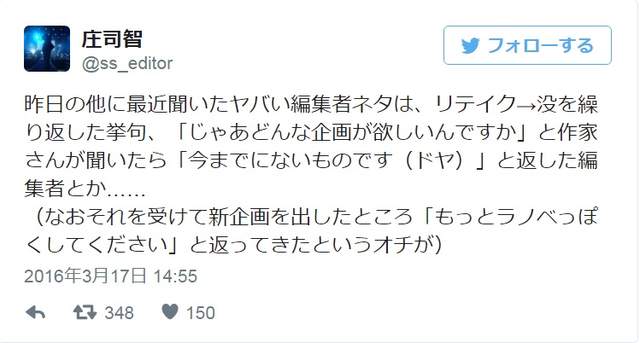 庄司智
@ss_editor
フォローする
昨日の他に最近聞いたヤバい編集者ネタは、リテイク→没を繰
り返した挙句、「じゃあどんな企画が欲しいんですか」と作家
さんが聞いたら「今までにないものです（ドヤ）」と返した編
集者とか……
（なおそれを受けて新企画を出したところ「もっとラノベっぽ
くしてください」と返ってきたというオチが）
2016年3月17日 14:55
348 150